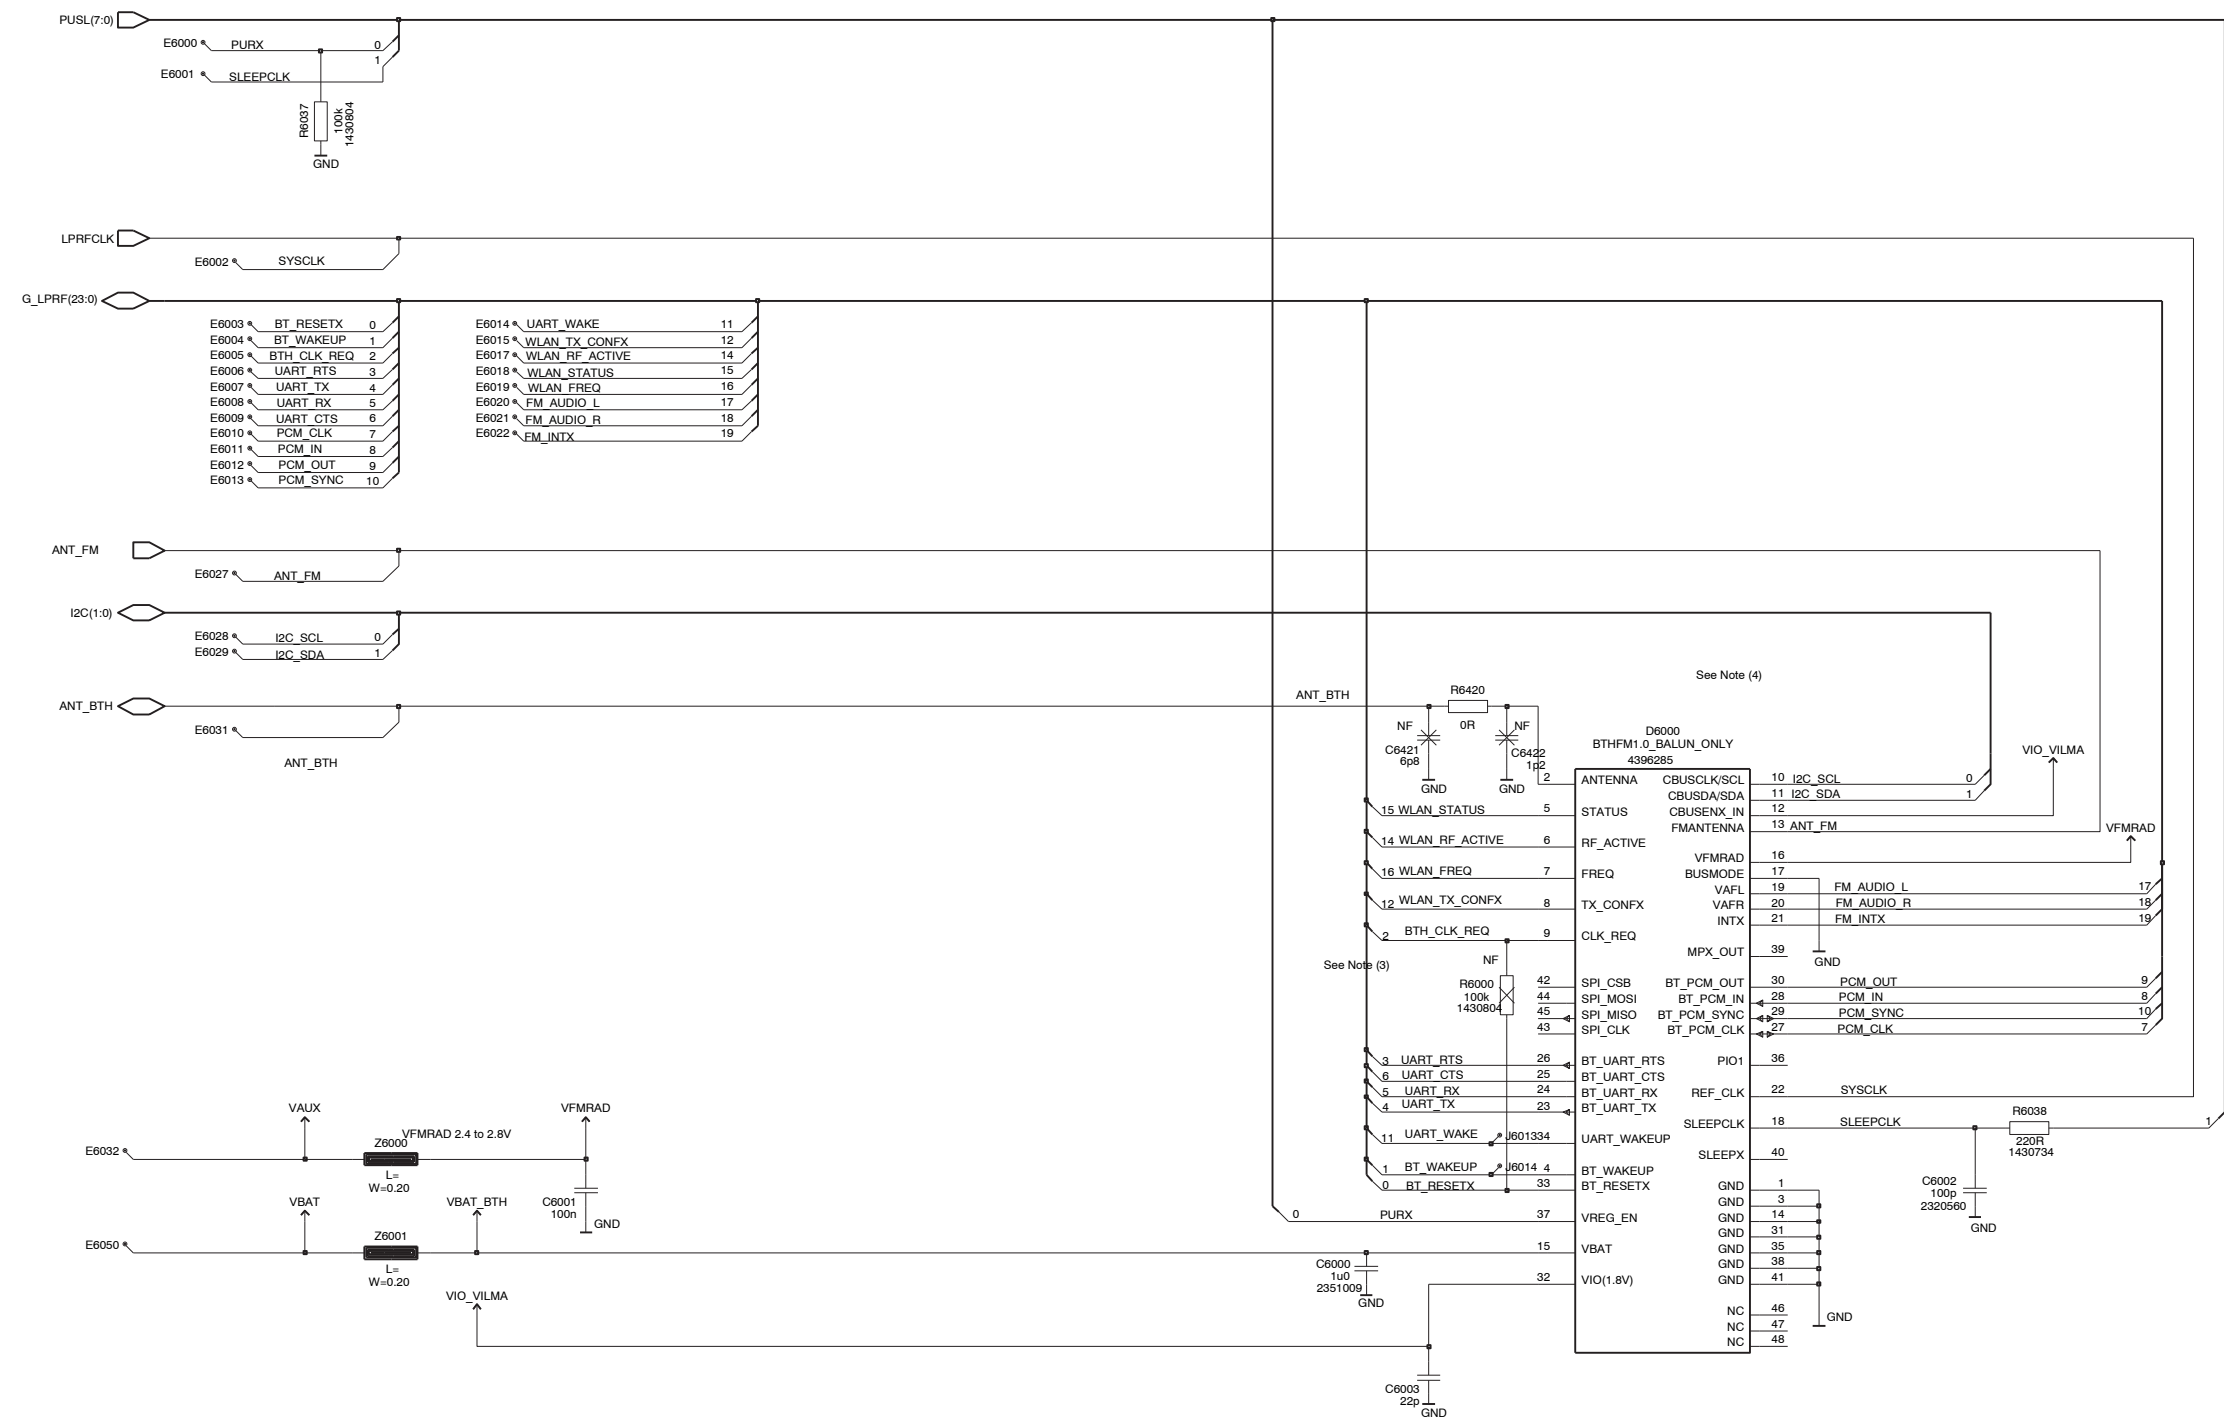 PUSL(7:0)
E6000 PURX 0
1
E6001 SLEEPCLK
R6037
100k
1430804
GND
LPRFCLK
E6002 SYSCLK
G_LPRF(23:0)
E6003 BT_RESETX 0
E6004 BT_WAKEUP 1
E6005 BTH_CLK_REQ 2
E6006 UART_RTS 3
E6007 UART_TX 4
E6008 UART_RX 5
E6009 UART_CTS 6
E6010 PCM_CLK 7
E6011 PCM_IN 8
E6012 PCM_OUT 9
E6013 PCM_SYNC 10
E6014 UART_WAKE 11
E6015 WLAN_TX_CONFX 12
E6017 WLAN_RF_ACTIVE 14
E6018 WLAN_STATUS 15
E6019 WLAN_FREQ 16
E6020 FM_AUDIO_L 17
E6021 FM_AUDIO_R 18
E6022 FM_INTX 19
ANT_FM
E6027 ANT_FM
I2C(1:0)
E6028 I2C_SCL 0
E6029 I2C_SDA 1
ANT_BTH
E6031
ANT_BTH
ANT_BTH
R6420
0R
NF
C6421
6p8
GND
NF
C6422
1p2
GND
See Note (4)
D6000
BTHFM1.0_BALUN_ONLY
4396285
2 ANTENNA
15 WLAN_STATUS 5 STATUS
14 WLAN_RF_ACTIVE 6 RF_ACTIVE
16 WLAN_FREQ 7 FREQ
12 WLAN_TX_CONFX 8 TX_CONFX
2 BTH_CLK_REQ 9 CLK_REQ
See Note (3)
NF
R6000
100k
1430804
42 SPI_CSB
44 SPI_MOSI
45 SPI_MISO
43 SPI_CLK
3 UART_RTS 26 BT_UART_RTS
6 UART_CTS 25 BT_UART_CTS
5 UART_RX 24 BT_UART_RX
4 UART_TX 23 BT_UART_TX
11 UART_WAKE J6013 34 UART_WAKEUP
1 BT_WAKEUP J6014 4 BT_WAKEUP
0 BT_RESETX 33 BT_RESETX
0 PURX 37 VREG_EN
15 VBAT
32 VIO(1.8V)
CBUSCLK/SCL 10 I2C_SCL 0
CBUSDA/SDA 11 I2C_SDA 1
CBUSENX_IN 12
VIO_VILMA
FMANTENNA 13 ANT_FM
VFMRAD
VFMRAD 16
BUSMODE 17
VAFL 19 FM_AUDIO_L 17
VAFR 20 FM_AUDIO_R 18
INTX 21 FM_INTX 19
MPX_OUT 39
GND
BT_PCM_OUT 30 PCM_OUT 9
BT_PCM_IN 28 PCM_IN 8
BT_PCM_SYNC 29 PCM_SYNC 10
BT_PCM_CLK 27 PCM_CLK 7
PIO1 36
REF_CLK 22 SYSCLK
SLEEPCLK 18 SLEEPCLK
R6038
220R
1430734
1
SLEEPX 40
C6002
100p
2320560
GND
GND 1
GND 3
GND 14
GND 31
GND 35
GND 38
GND 41
GND
NC 46
NC 47
NC 48
VAUX
VFMRAD 2.4 to 2.8V
VFMRAD
E6032
Z6000
L=
W=0.20
C6001
100n
GND
VBAT
VBAT_BTH
E6050
Z6001
L=
W=0.20
VIO_VILMA
C6000
1u0
2351009
GND
C6003
22p
GND